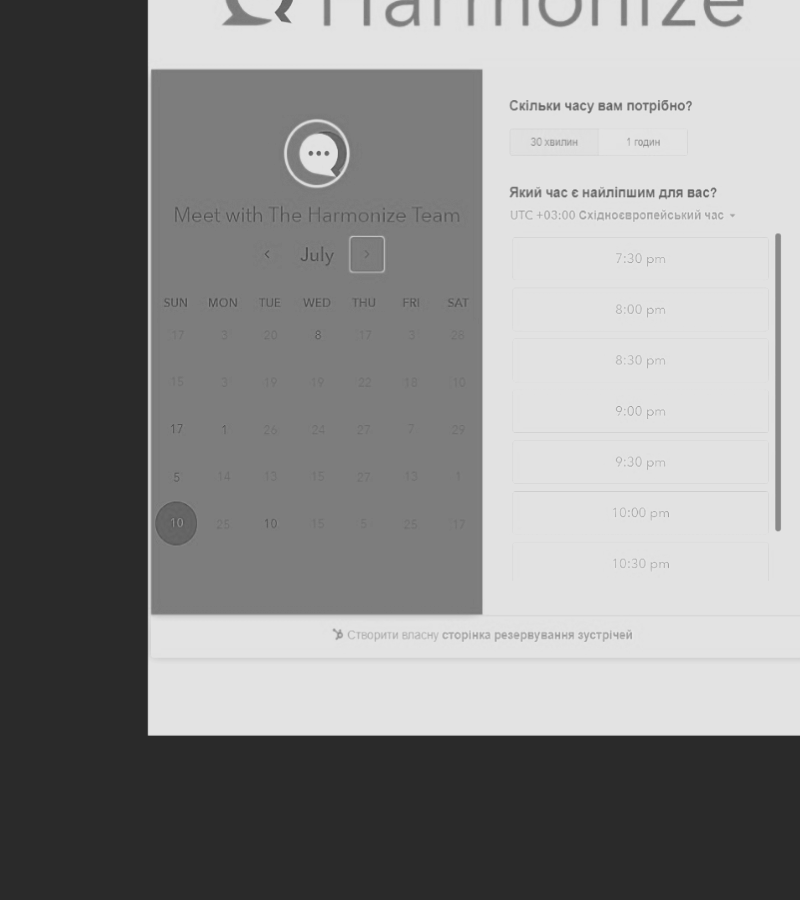 Harmonize
Meet with The Harmonize Team
July
SUN MON TUE WED THU FRI SAT
17 3 20 8 17 3 28
15 3 19 19 22 18 10
17 1 26 24 27 7 29
5 14 13 15 27 13 1
10 25 10 15 5 25 17
Скільки часу вам потрібно?
30 хвилин 1 годин
Який час є найліпшим для вас?
UTC +03:00 Східноєвропейський час
7:30 pm
8:00 pm
8:30 pm
9:00 pm
9:30 pm
10:00 pm
10:30 pm
Створити власну сторінка резервування зустрічей